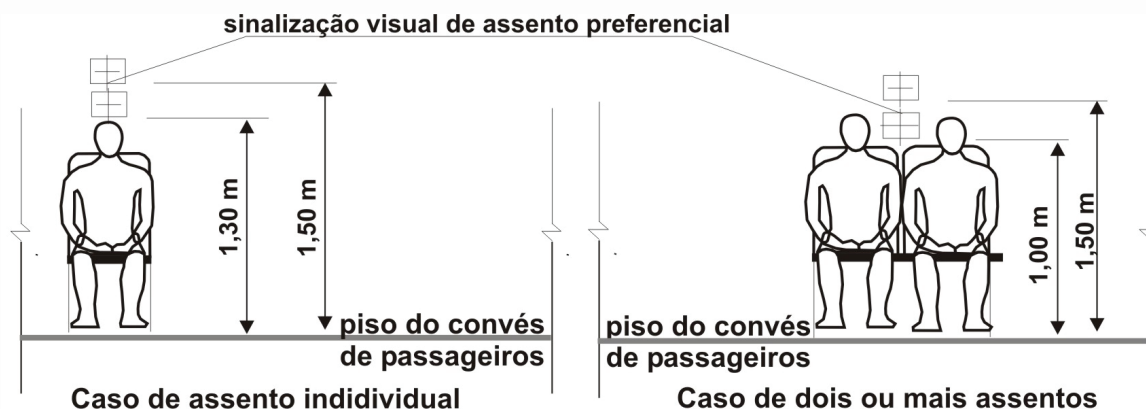 sinalização visual de assento preferencial
1,30 m
1,50 m
piso do convés
de passageiros
Caso de assento indidividual
1,00 m
1,50 m
piso do convés
de passageiros
Caso de dois ou mais assentos